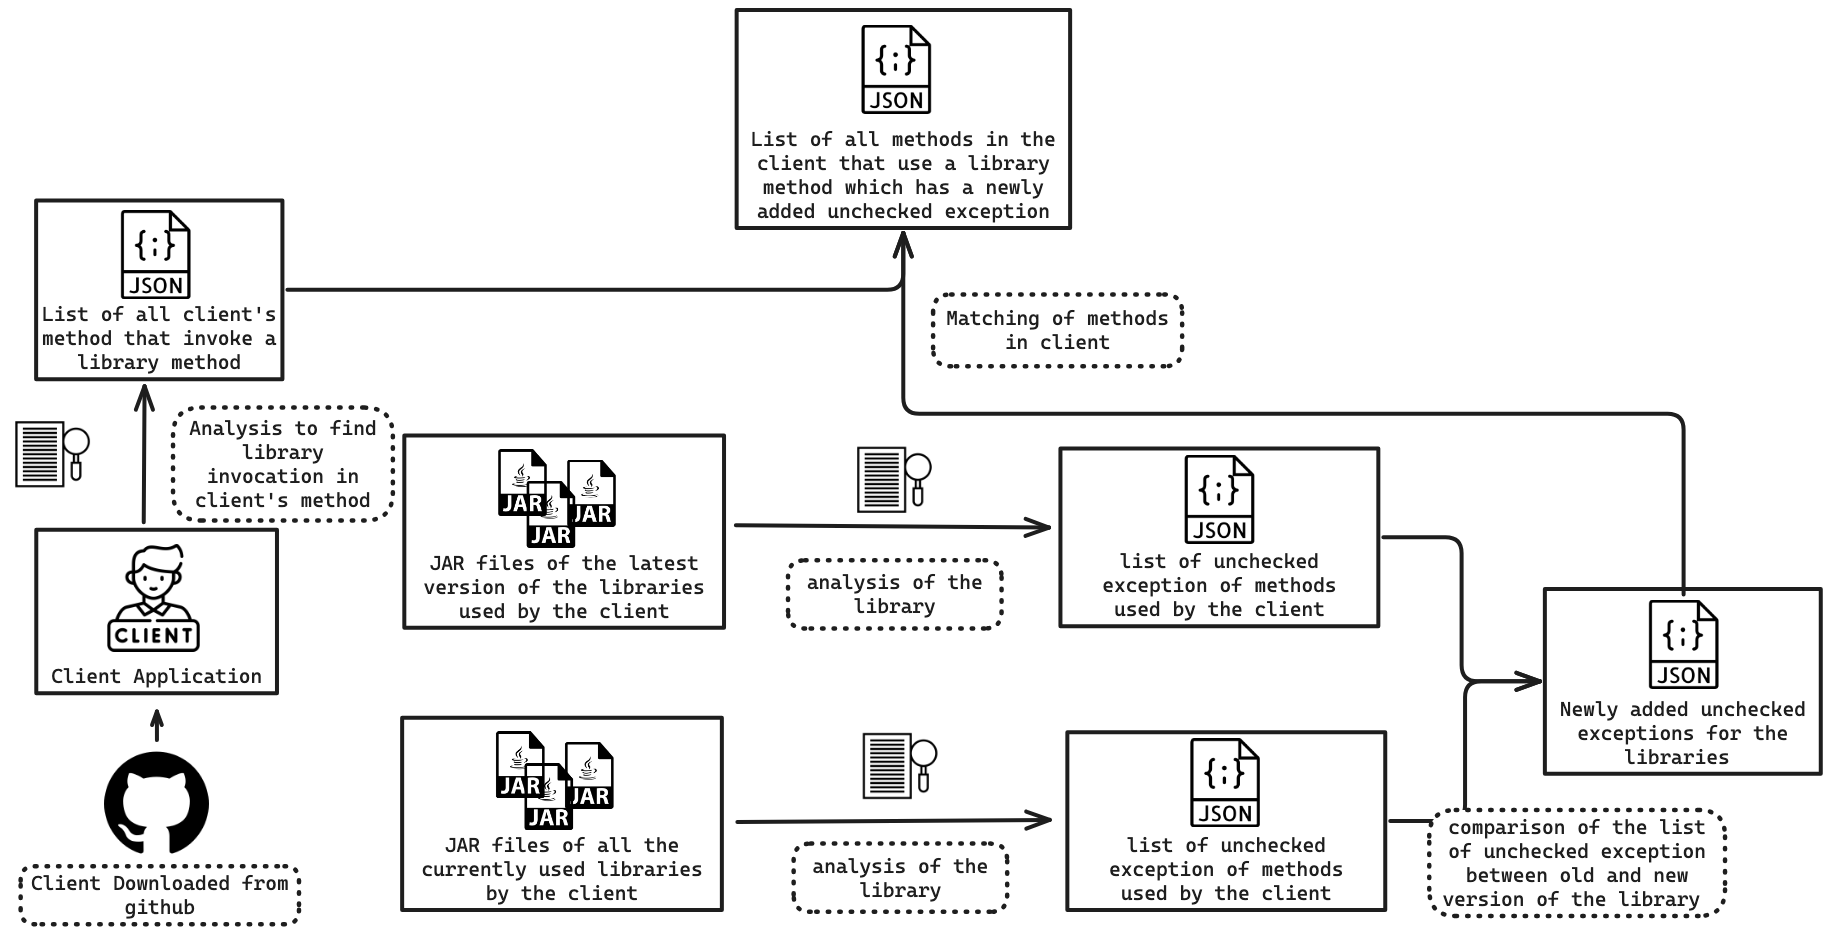 {;}
JSON
List of all methods in the
client that use a library
method which has a newly
added unchecked exception
{;}
JSON
List of all client's
method that invoke a
library method
Matching of methods
in client
Analysis to find
library
invocation in
client's method
JAR
JAR
JAR
JAR files of the latest
version of the libraries
used by the client
analysis of the
library
{;}
JSON
list of unchecked
exception of methods
used by the client
CLIENT
Client Application
{;}
JSON
Newly added unchecked
exceptions for the
libraries
JAR
JAR
JAR
JAR files of all the
currently used libraries
by the client
analysis of the
library
{;}
JSON
list of unchecked
exception of methods
used by the client
comparison of the list
of unchecked exception
between old and new
version of the library
Client Downloaded from
github